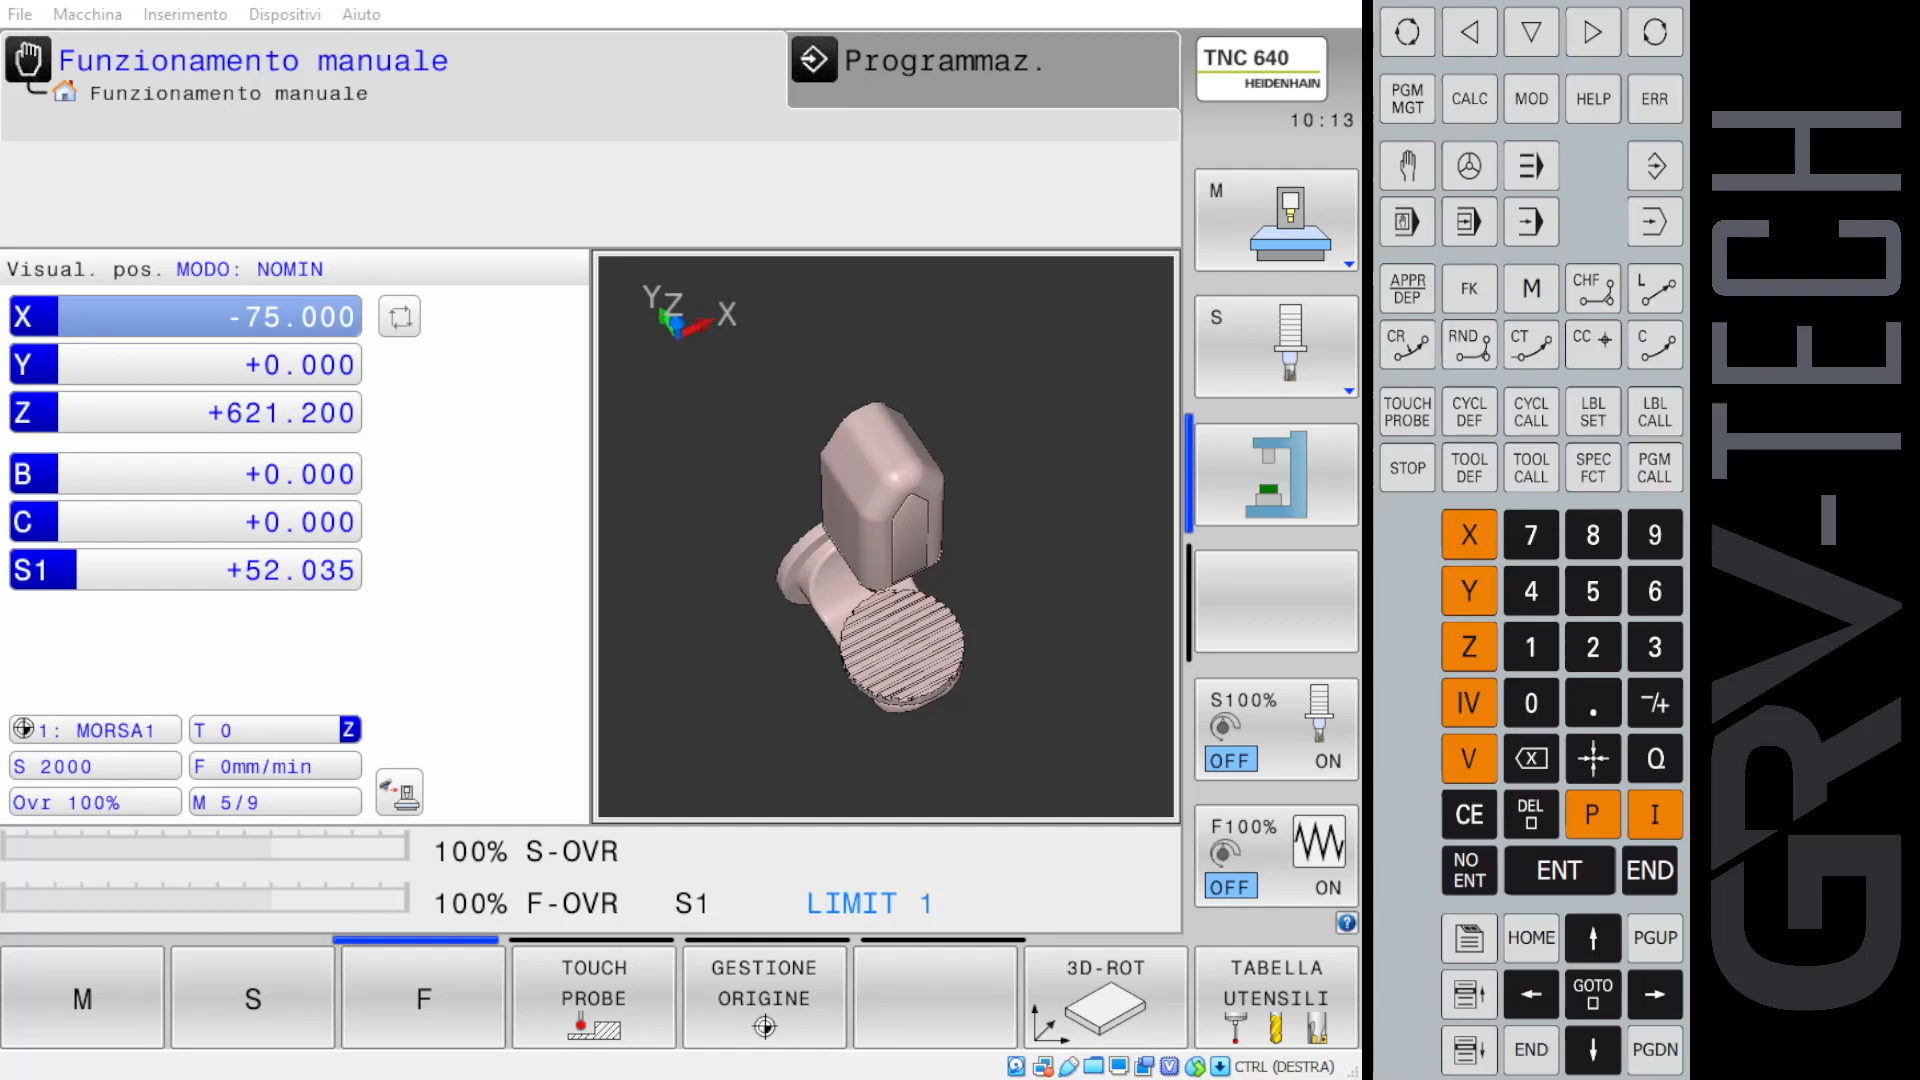 File Macchina Inserimento Dispositivi Aiuto
Funzionamento manuale
Funzionamento manuale
Programmaz.
TNC 640
HEIDENHAIN
10:13
Visual. pos. MODO: NOMIN
X -75.000
Y +0.000
Z +621.200
B +0.000
C +0.000
S1 +52.035
1: MORSA1 T 0 Z
S 2000 F 0mm/min
Ovr 100% M 5/9
Y Z X
100% S-OVR
100% F-OVR S1 LIMIT 1
M
S
S100%
OFF ON
F100%
OFF ON
M
S
F
TOUCH
PROBE
GESTIONE
ORIGINE
3D-ROT
TABELLA
UTENSILI
CTRL (DESTRA)
PGM
MGT
CALC
MOD
HELP
ERR
APPR
DEP
FK
M
CHF
L
CR
RND
CT
CC
C
TOUCH
PROBE
CYCL
DEF
CYCL
CALL
LBL
SET
LBL
CALL
STOP
TOOL
DEF
TOOL
CALL
SPEC
FCT
PGM
CALL
X 7 8 9
Y 4 5 6
Z 1 2 3
IV 0 . -/+
V X Q
CE
DEL
P
I
NO
ENT
ENT
END
HOME
PGUP
GOTO
END
PGDN
GRV-TECH